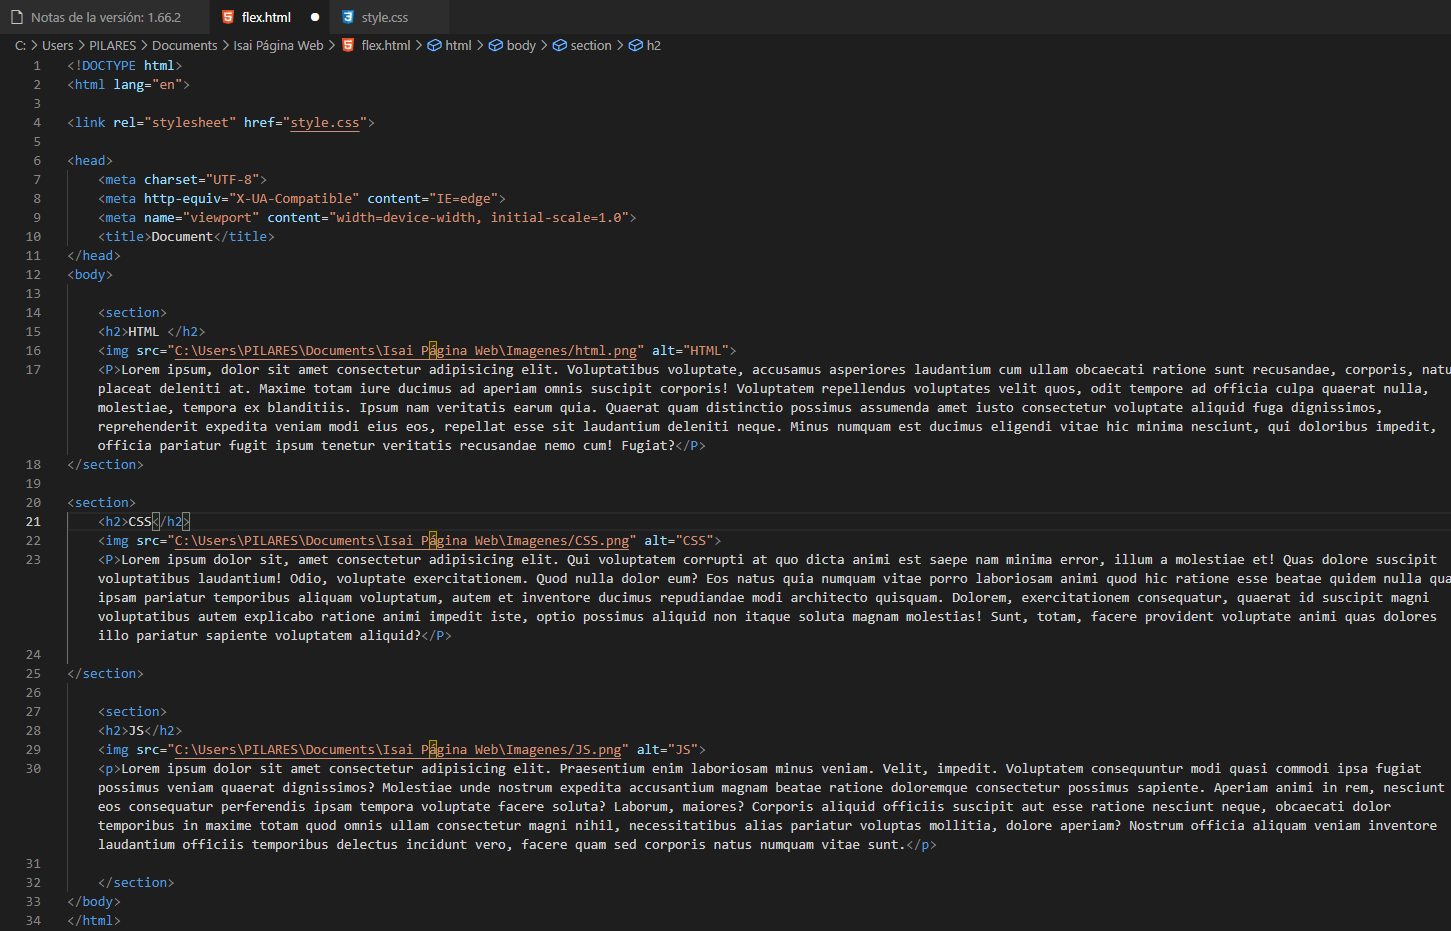 Notas de la versión: 1.66.2 flex.html style.css
C: > Users > PILARES > Documents > Isai Página Web > flex.html > html > body > section > h2
1 <!DOCTYPE html>
2 <html lang="en">
3
4 <link rel="stylesheet" href="style.css">
5
6 <head>
7 <meta charset="UTF-8">
8 <meta http-equiv="X-UA-Compatible" content="IE=edge">
9 <meta name="viewport" content="width=device-width, initial-scale=1.0">
10 <title>Document</title>
11 </head>
12 <body>
13
14 <section>
15 <h2>HTML </h2>
16 <img src="C:\Users\PILARES\Documents\Isai Página Web\Imagenes/html.png" alt="HTML">
17 <P>Lorem ipsum, dolor sit amet consectetur adipisicing elit. Voluptatibus voluptate, accusamus asperiores laudantium cum ullam obcaecati ratione sunt recusandae, corporis, natu
placeat deleniti at. Maxime totam iure ducimus ad aperiam omnis suscipit corporis! Voluptatem repellendus voluptates velit quos, odit tempore ad officia culpa quaerat nulla,
molestiae, tempora ex blanditiis. Ipsum nam veritatis earum quia. Quaerat quam distinctio possimus assumenda amet iusto consectetur voluptate aliquid fuga dignissimos,
reprehenderit expedita veniam modi eius eos, repellat esse sit laudantium deleniti neque. Minus numquam est ducimus eligendi vitae hic minima nesciunt, qui doloribus impedit,
officia pariatur fugit ipsum tenetur veritatis recusandae nemo cum! Fugiat?</P>
18 </section>
19
20 <section>
21 <h2>CSS</h2>
22 <img src="C:\Users\PILARES\Documents\Isai Página Web\Imagenes/CSS.png" alt="CSS">
23 <P>Lorem ipsum dolor sit, amet consectetur adipisicing elit. Qui voluptatem corrupti at quo dicta animi est saepe nam minima error, illum a molestiae et! Quas dolore suscipit
voluptatibus laudantium! Odio, voluptate exercitationem. Quod nulla dolor eum? Eos natus quia numquam vitae porro laboriosam animi quod hic ratione esse beatae quidem nulla qua
ipsam pariatur temporibus aliquam voluptatum, autem et inventore ducimus repudiandae modi architecto quisquam. Dolorem, exercitationem consequatur, quaerat id suscipit magni
voluptatibus autem explicabo ratione animi impedit iste, optio possimus aliquid non itaque soluta magnam molestias! Sunt, totam, facere provident voluptate animi quas dolores
illo pariatur sapiente voluptatem aliquid?</P>
24
25 </section>
26
27 <section>
28 <h2>JS</h2>
29 <img src="C:\Users\PILARES\Documents\Isai Página Web\Imagenes/JS.png" alt="JS">
30 <p>Lorem ipsum dolor sit amet consectetur adipisicing elit. Praesentium enim laboriosam minus veniam. Velit, impedit. Voluptatem consequuntur modi quasi commodi ipsa fugiat
possimus veniam quaerat dignissimos? Molestiae unde nostrum expedita accusantium magnam beatae ratione doloremque consectetur possimus sapiente. Aperiam animi in rem, nesciunt
eos consequatur perferendis ipsam tempora voluptate facere soluta? Laborum, maiores? Corporis aliquid officiis suscipit aut esse ratione nesciunt neque, obcaecati dolor
temporibus in maxime totam quod omnis ullam consectetur magni nihil, necessitatibus alias pariatur voluptas mollitia, dolore aperiam? Nostrum officia aliquam veniam inventore
laudantium officiis temporibus delectus incidunt vero, facere quam sed corporis natus numquam vitae sunt.</p>
31
32 </section>
33 </body>
34 </html>